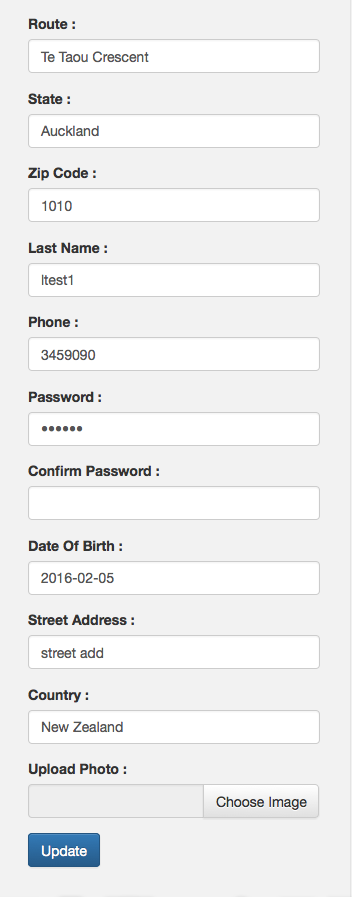 Route :
Te Taou Crescent
State :
Auckland
Zip Code :
1010
Last Name :
ltest1
Phone :
3459090
Password :
••••••
Confirm Password :
Date Of Birth :
2016-02-05
Street Address :
street add
Country :
New Zealand
Upload Photo :
Choose Image
Update